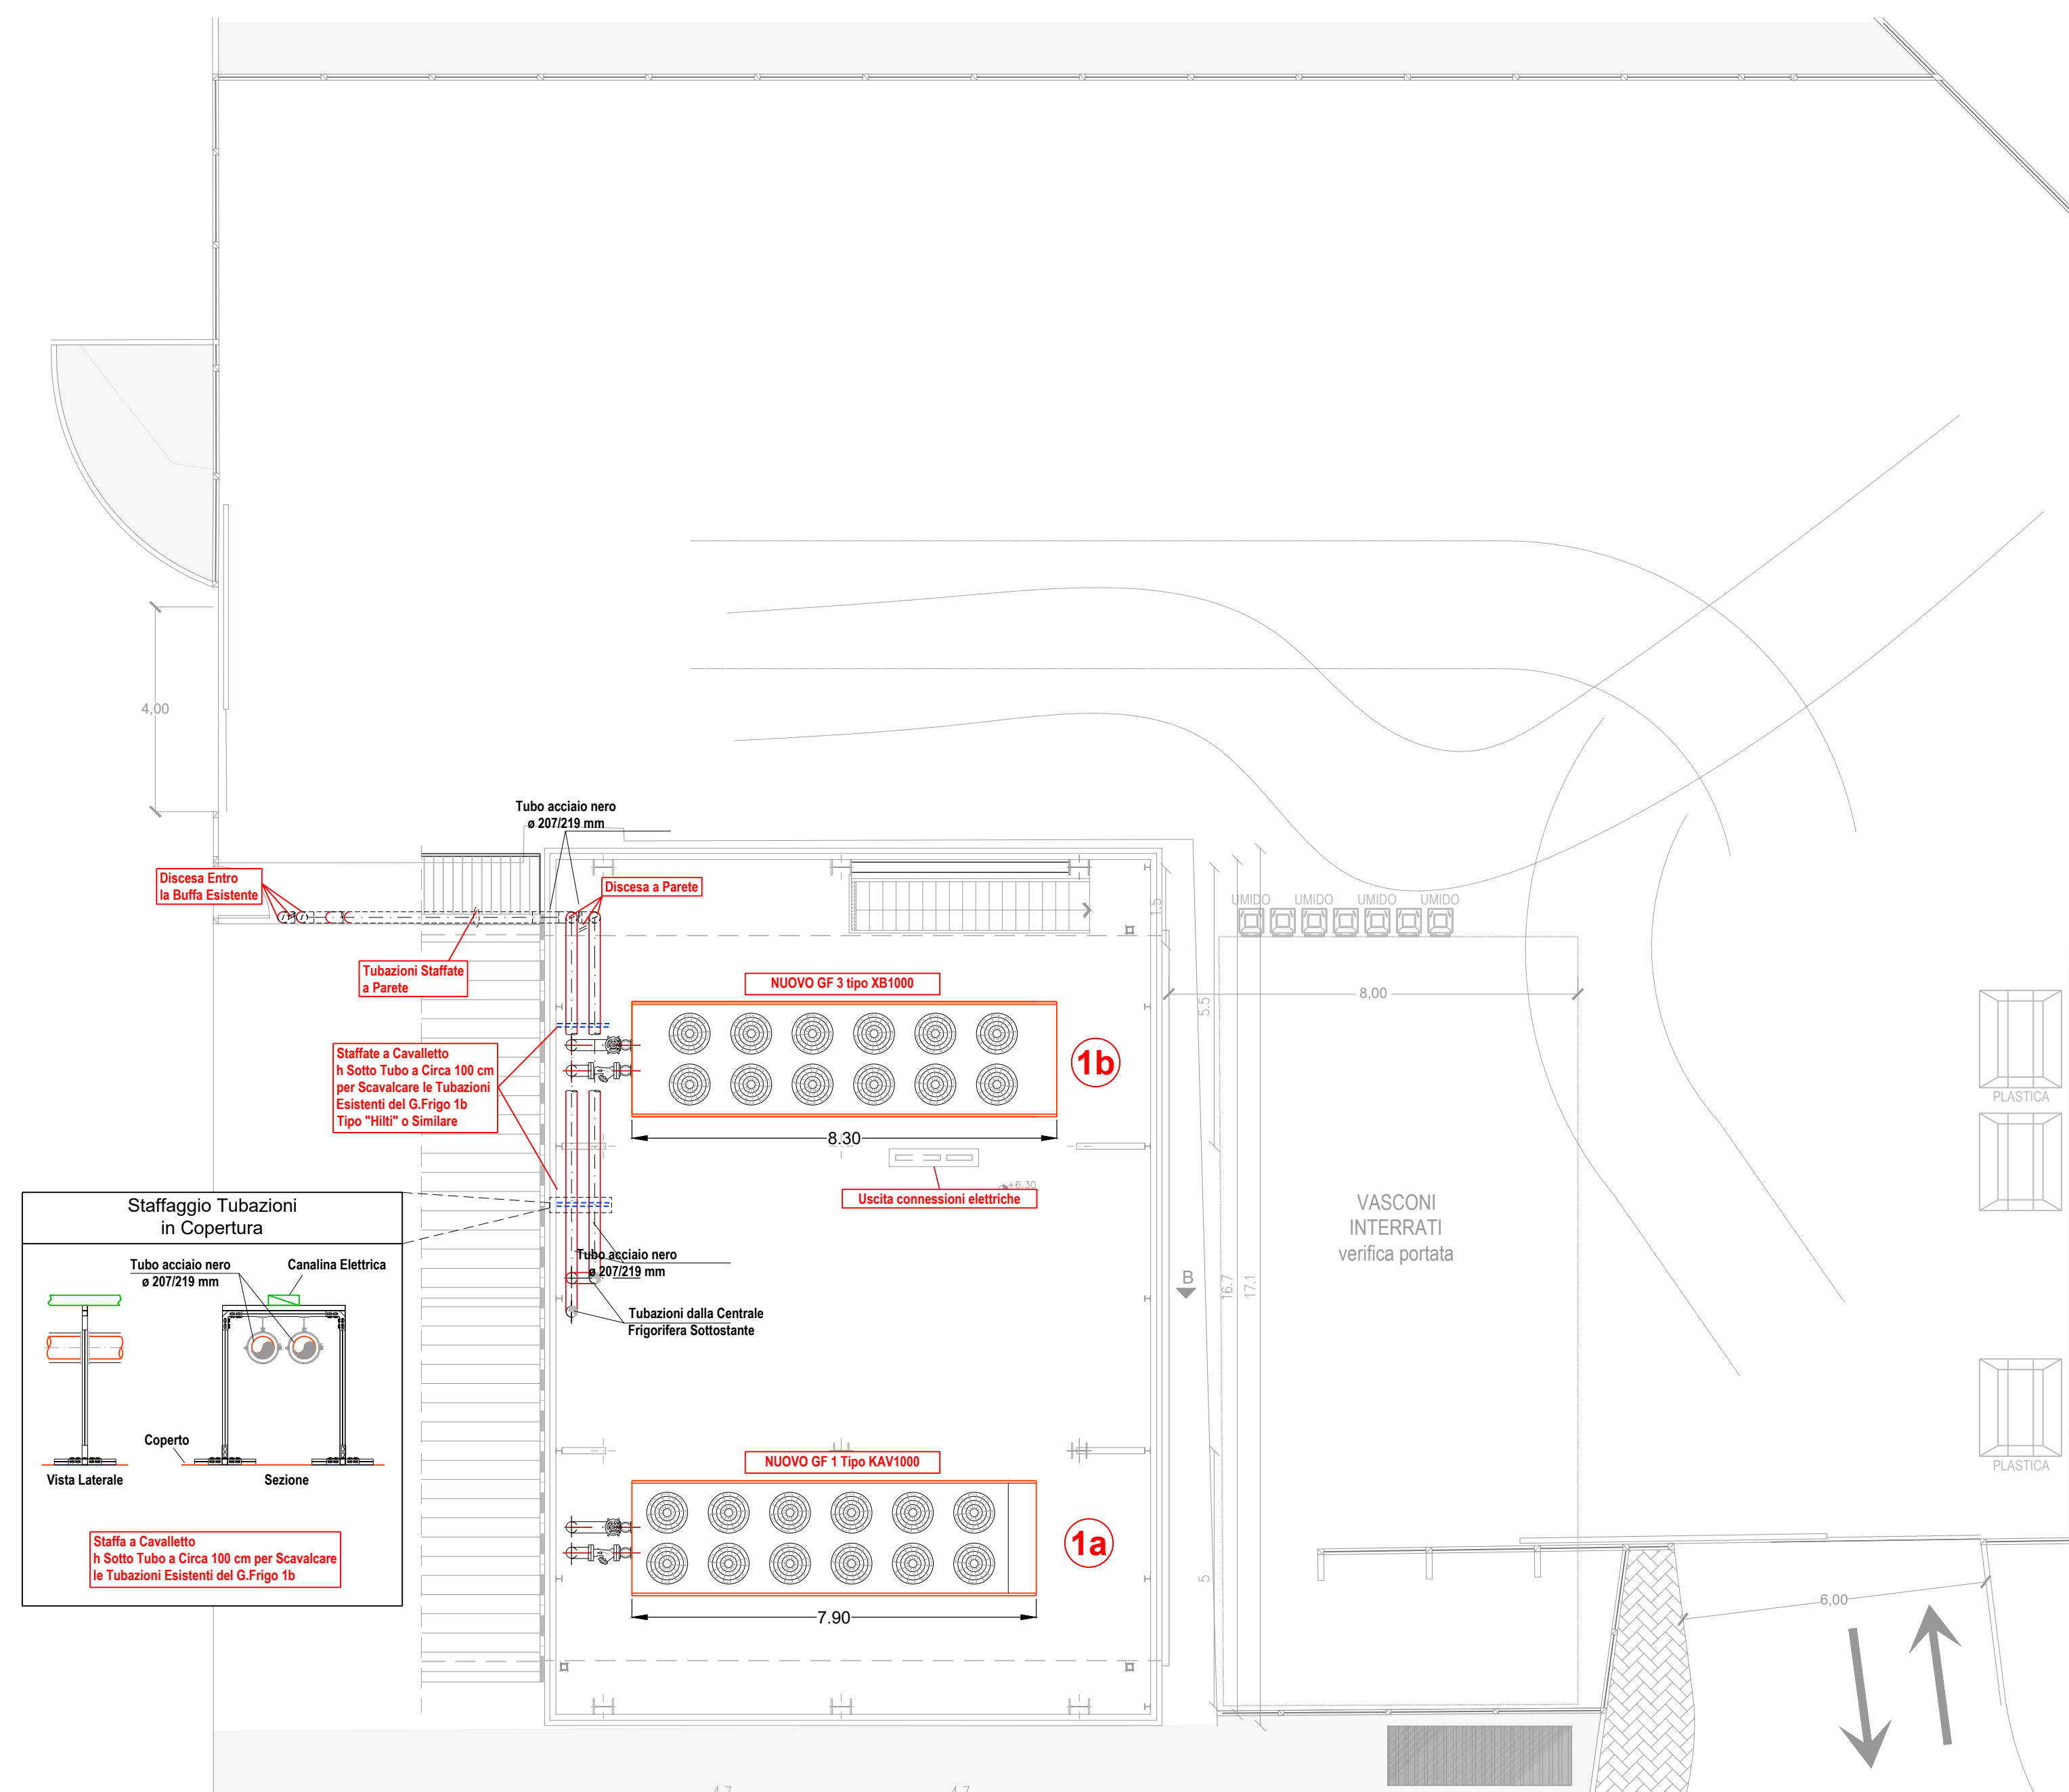 4,00
Tubo acciaio nero
ø 207/219 mm
Discesa Entro
la Buffa Esistente
Discesa a Parete
Tubazioni Staffate
a Parete
NUOVO GF 3 tipo XB1000
1b
8.30
Staffate a Cavalletto
h Sotto Tubo a Circa 100 cm
per Scavalcare le Tubazioni
Esistenti del G.Frigo 1b
Tipo "Hilti" o Similare
+6,30
Uscita connessioni elettriche
Tubo acciaio nero
ø 207/219 mm
Tubazioni dalla Centrale
Frigorifera Sottostante
Staffaggio Tubazioni
in Copertura
Tubo acciaio nero
ø 207/219 mm
Canalina Elettrica
Coperto
Vista Laterale
Sezione
Staffa a Cavalletto
h Sotto Tubo a Circa 100 cm per Scavalcare
le Tubazioni Esistenti del G.Frigo 1b
NUOVO GF 1 Tipo KAV1000
1a
7.90
1.5
5.5
16.7
17.1
5
B
UMIDO
UMIDO
UMIDO
UMIDO
8,00
VASCONI
INTERRATI
verifica portata
PLASTICA
PLASTICA
6,00
4,7
4,7